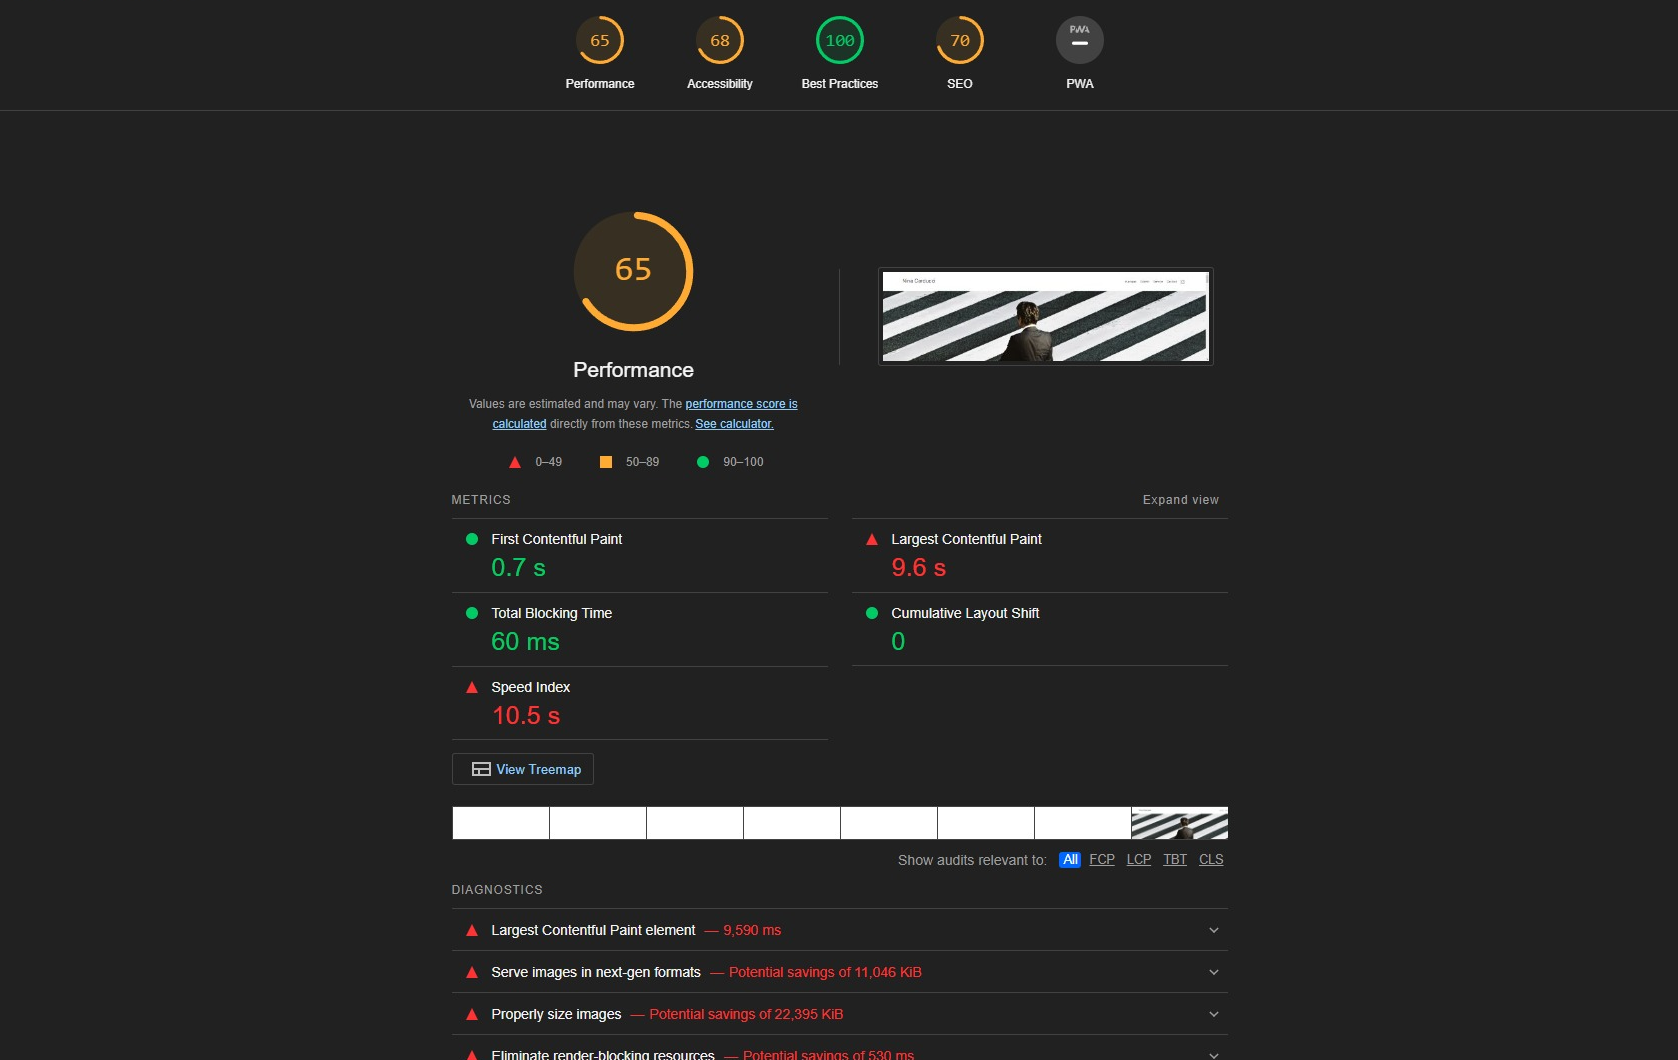 65
68
100
70
PWA
Performance
Accessibility
Best Practices
SEO
PWA
65
Performance
Values are estimated and may vary. The performance score is
calculated directly from these metrics. See calculator.
0–49
50–89
90–100
Nina Carducci
METRICS
Expand view
First Contentful Paint
0.7 s
Largest Contentful Paint
9.6 s
Total Blocking Time
60 ms
Cumulative Layout Shift
0
Speed Index
10.5 s
View Treemap
Show audits relevant to: All FCP LCP TBT CLS
DIAGNOSTICS
Largest Contentful Paint element — 9,590 ms
Serve images in next-gen formats — Potential savings of 11,046 KiB
Properly size images — Potential savings of 22,395 KiB
Eliminate render-blocking resources — Potential savings of 530 ms